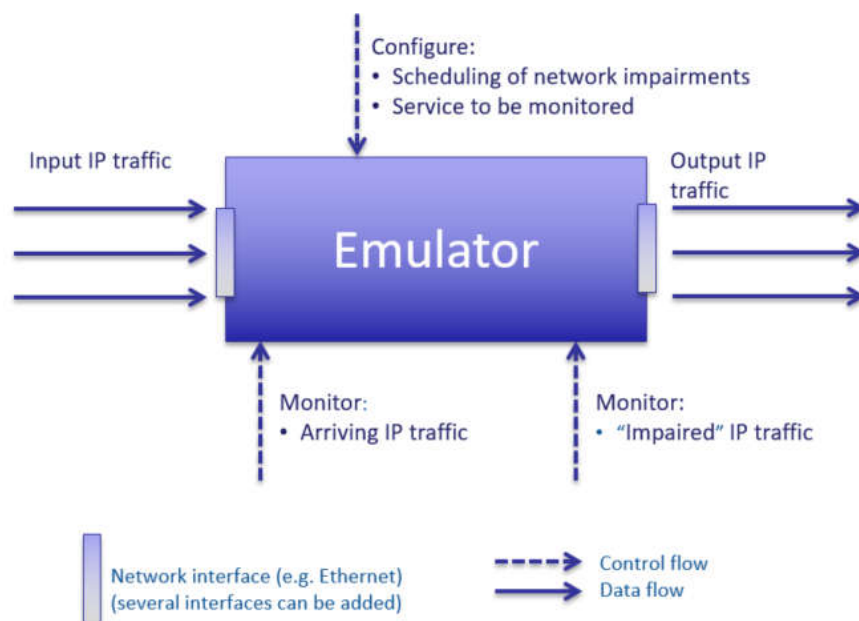 Configure:
• Scheduling of network impairments
• Service to be monitored
Input IP traffic
Output IP
traffic
Emulator
Monitor:
• Arriving IP traffic
Monitor:
• “Impaired” IP traffic
Network interface (e.g. Ethernet)
(several interfaces can be added)
Control flow
Data flow